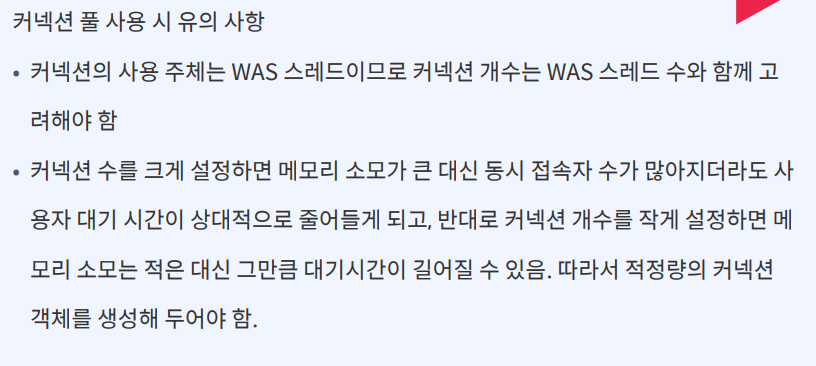 커넥션 풀 사용 시 유의 사항
• 커넥션의 사용 주체는 WAS 스레드이므로 커넥션 개수는 WAS 스레드 수와 함께 고
려해야 함
• 커넥션 수를 크게 설정하면 메모리 소모가 큰 대신 동시 접속자 수가 많아지더라도 사
용자 대기 시간이 상대적으로 줄어들게 되고, 반대로 커넥션 개수를 작게 설정하면 메
모리 소모는 적은 대신 그만큼 대기시간이 길어질 수 있음. 따라서 적정량의 커넥션
객체를 생성해 두어야 함.